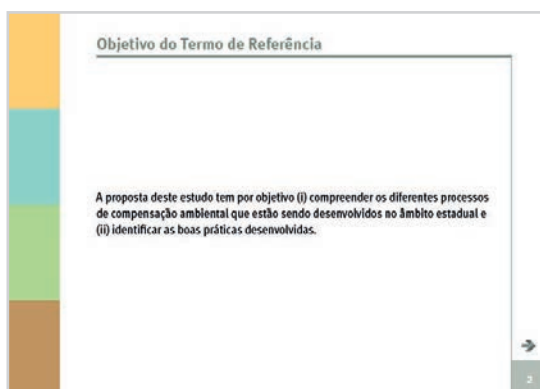 Objetivo do Termo de Referência
A proposta deste estudo tem por objetivo (i) compreender os diferentes processos
de compensação ambiental que estão sendo desenvolvidos no âmbito estadual e
(ii) identificar as boas práticas desenvolvidas.
2